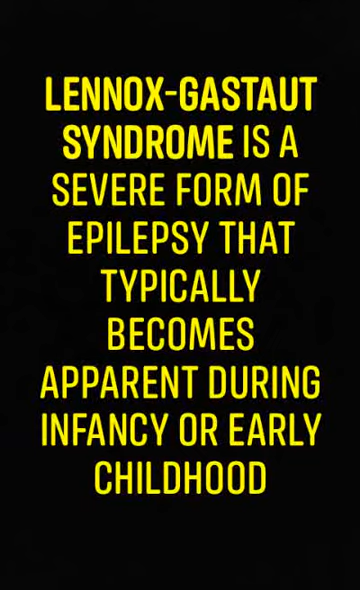 LENNOX-GASTAUT
SYNDROME IS A
SEVERE FORM OF
EPILEPSY THAT
TYPICALLY
BECOMES
APPARENT DURING
INFANCY OR EARLY
CHILDHOOD